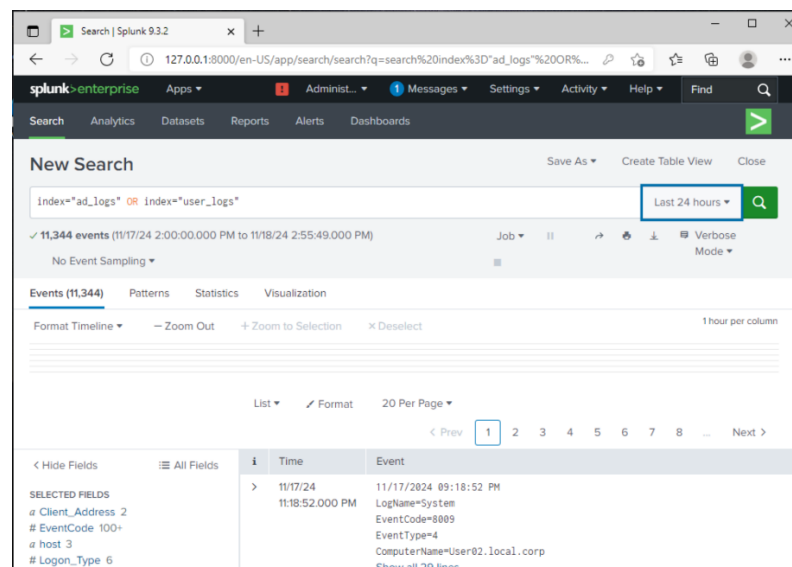 Search | Splunk 9.3.2
127.0.0.1:8000/en-US/app/search/search?q=search%20index%3D"ad_logs"%20OR%...
splunk>enterprise Apps Administ... 1 Messages Settings Activity Help Find
Search Analytics Datasets Reports Alerts Dashboards
New Search
Save As Create Table View Close
index="ad_logs" OR index="user_logs"
Last 24 hours
11,344 events (11/17/24 2:00:00.000 PM to 11/18/24 2:55:49.000 PM)
Job
Verbose
Mode
No Event Sampling
Events (11,344) Patterns Statistics Visualization
Format Timeline — Zoom Out + Zoom to Selection × Deselect
1 hour per column
List Format 20 Per Page
< Prev 1 2 3 4 5 6 7 8 ... Next >
< Hide Fields All Fields
i Time Event
SELECTED FIELDS
a Client_Address 2
# EventCode 100+
a host 3
# Logon_Type 6
> 11/17/24
11:18:52.000 PM
11/17/2024 09:18:52 PM
LogName=System
EventCode=8009
EventType=4
ComputerName=User02.local.corp
Show all 29 lines